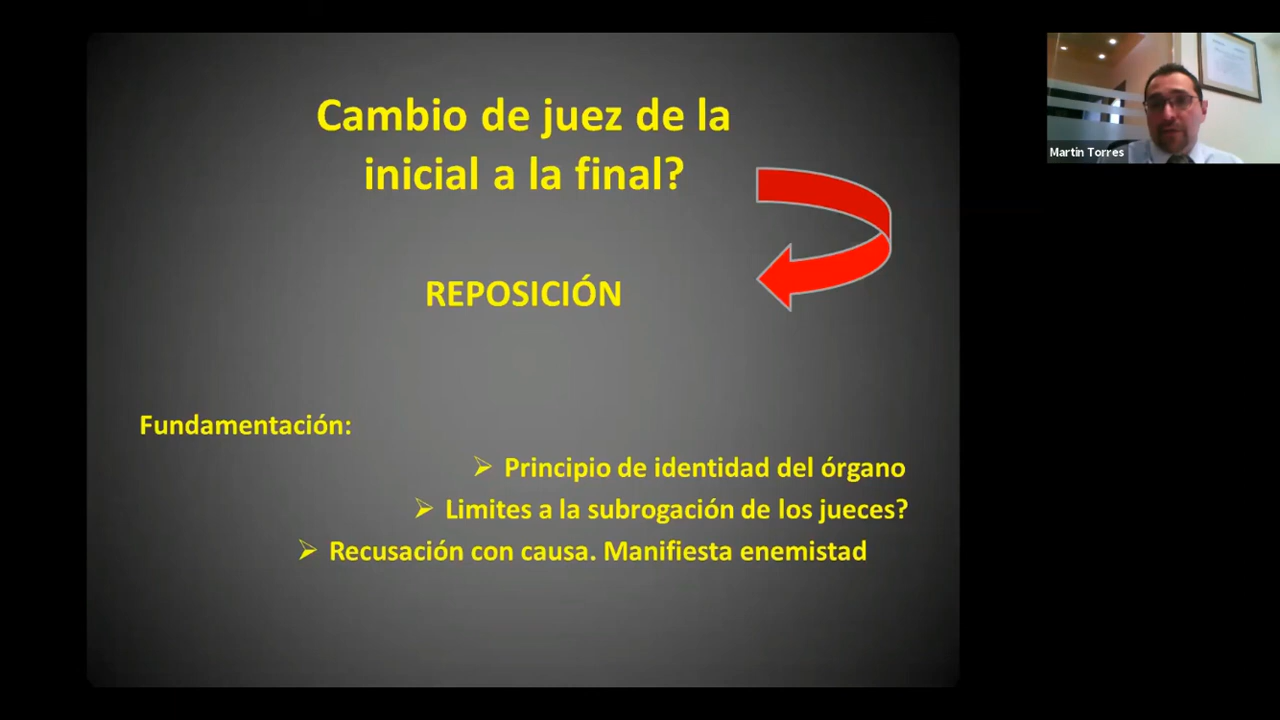 Cambio de juez de la
inicial a la final?
REPOSICIÓN
Fundamentación:
➢ Principio de identidad del órgano
➢ Limites a la subrogación de los jueces?
➢ Recusación con causa. Manifiesta enemistad
Martin Torres